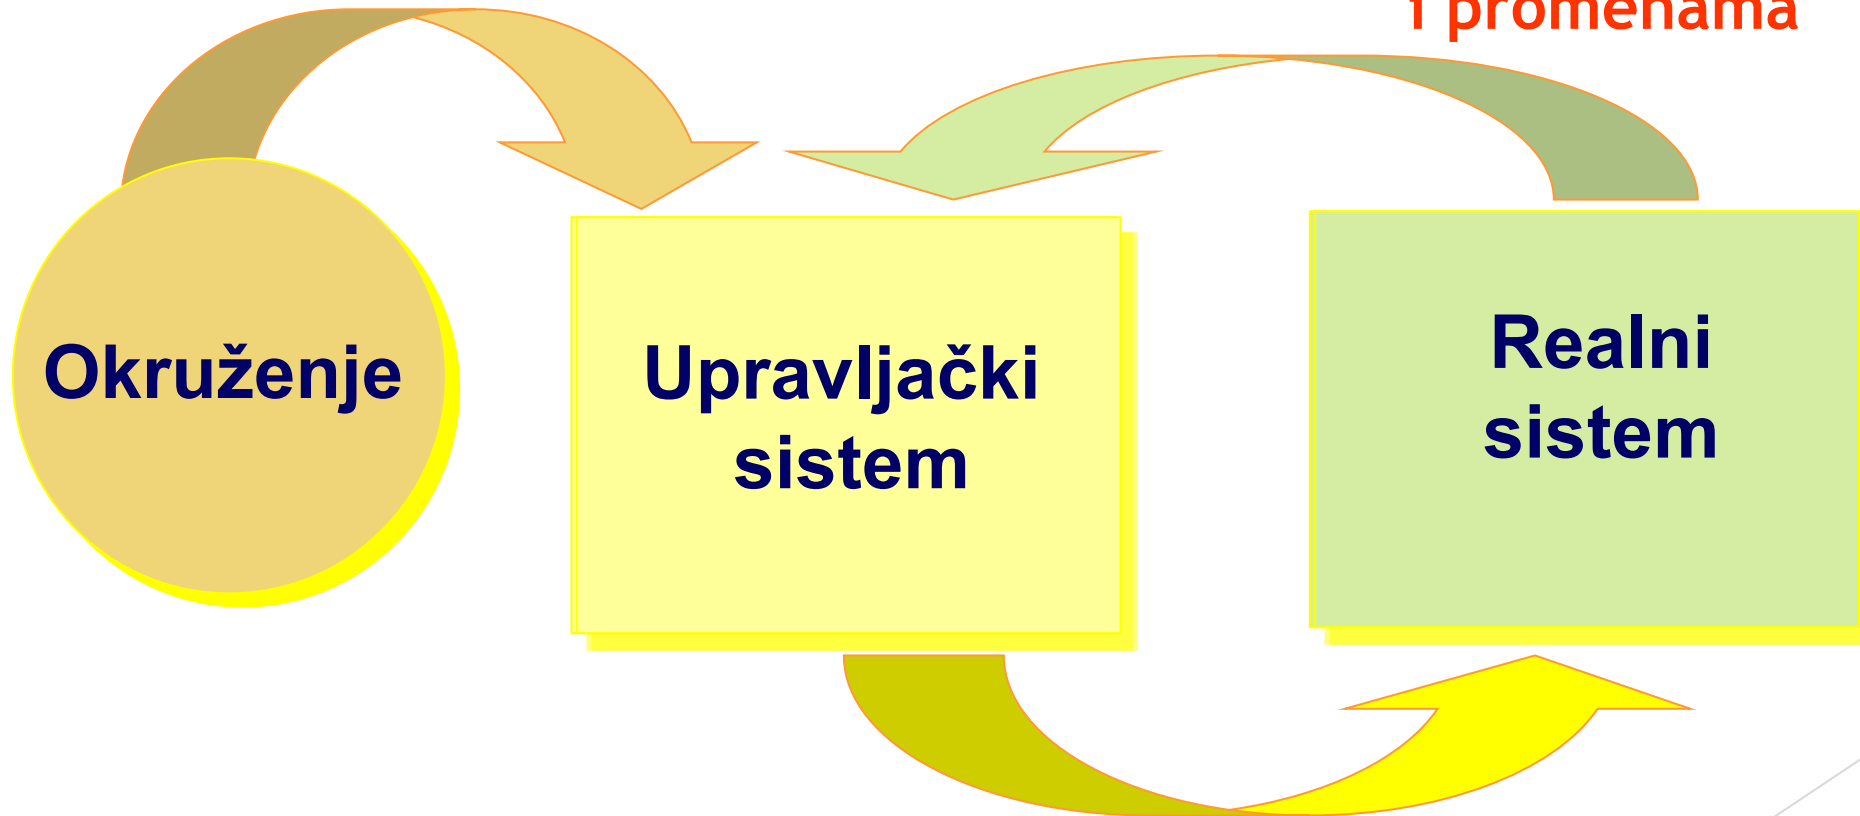 i promenama
Okruženje
Upravljački
sistem
Realni
sistem